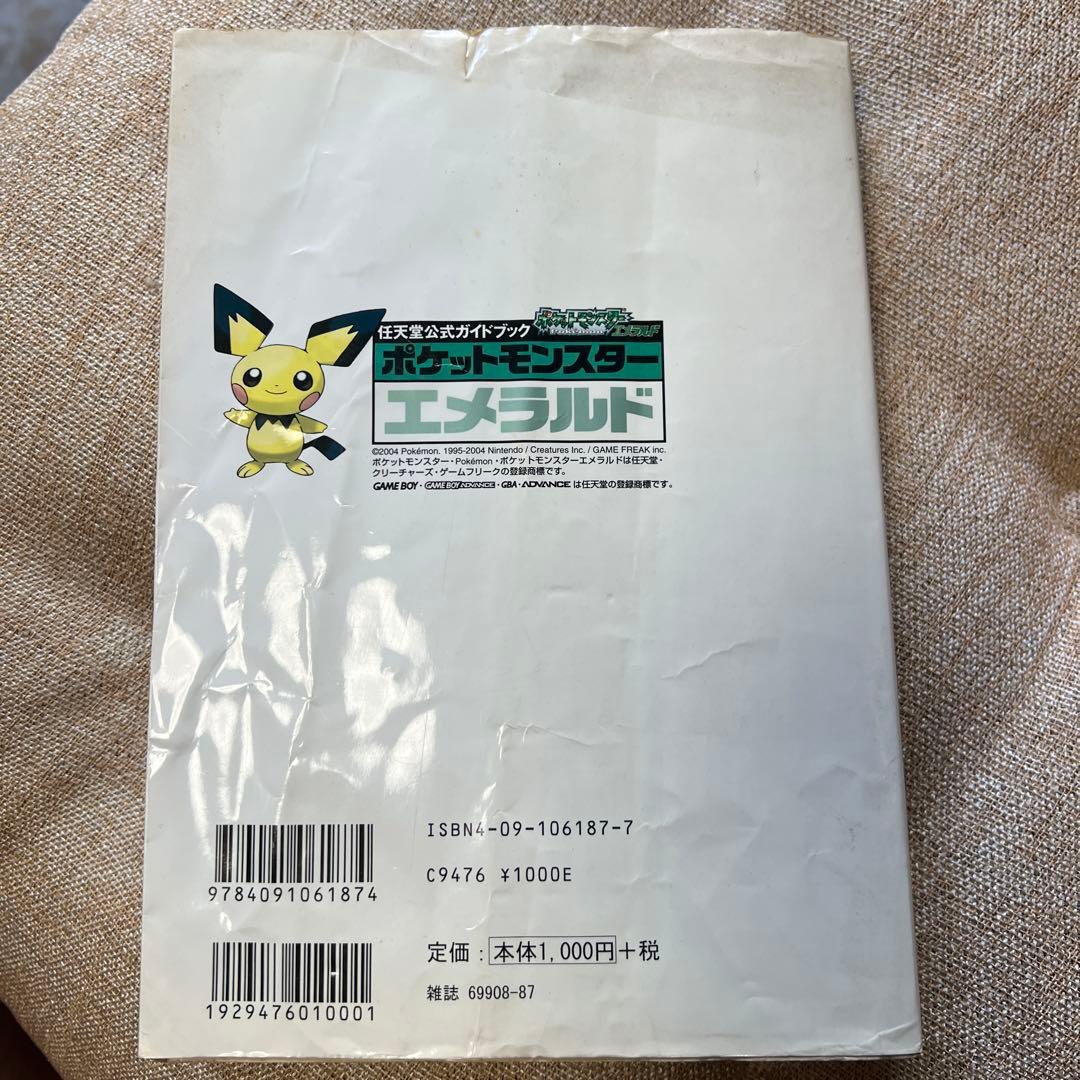 任天堂公式ガイドブック
ポケットモンスター
エメラルド
ポケットモンスター
エメラルド
©2004 Pokémon. 1995-2004 Nintendo / Creatures Inc. / GAME FREAK inc.
ポケットモンスター・Pokémon・ポケットモンスターエメラルドは任天堂・
クリーチャーズ・ゲームフリークの登録商標です。
GAME BOY・GAME BOY ADVANCE・GBA・ADVANCE は任天堂の登録商標です。
ISBN4-09-106187-7
C9476 ¥1000E
9784091061874
定価：本体1,000円+税
雑誌 69908-87
1929476010001